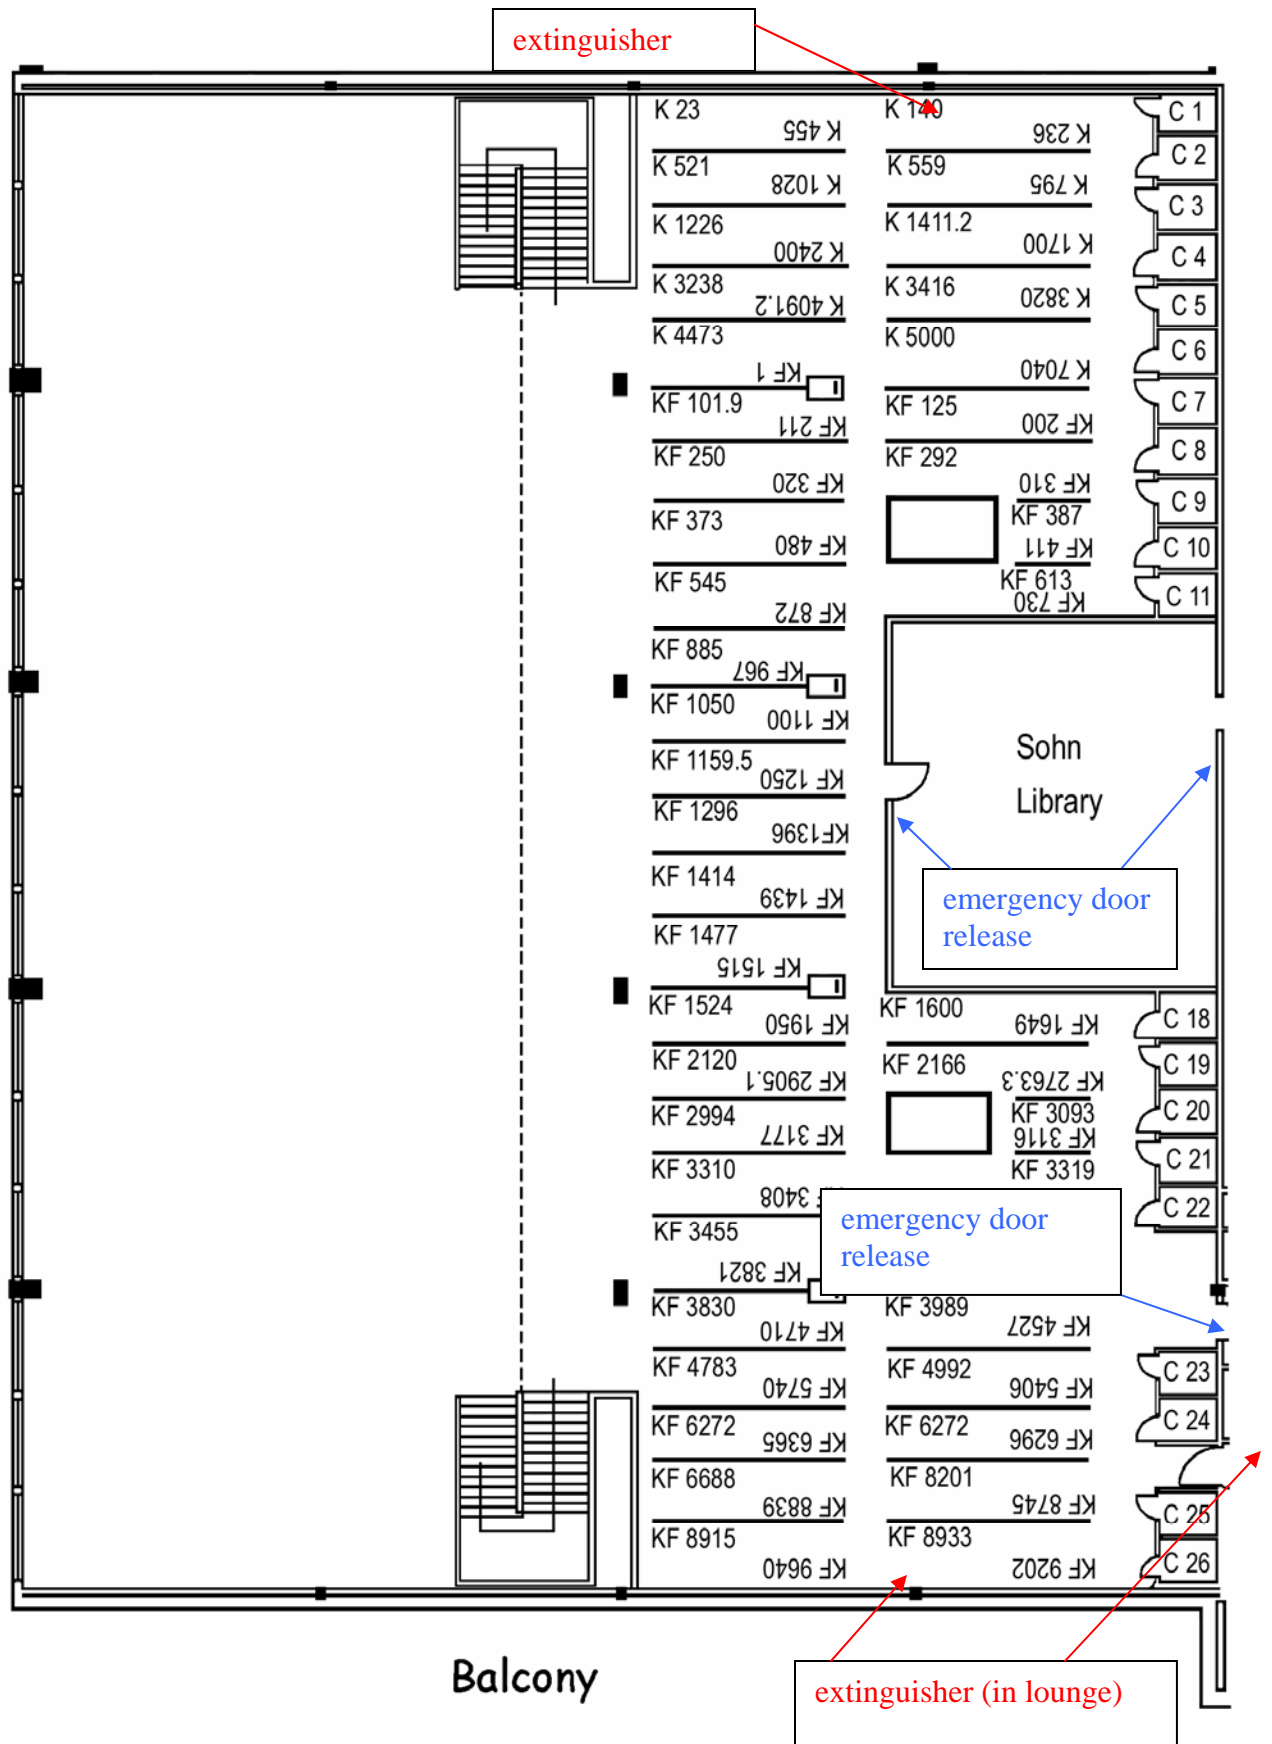 extinguisher
K 23
K 140
C 1
K 455
K 236
C 2
K 521
K 559
K 1028
K 795
C 3
K 1226
K 1411.2
K 2400
K 1700
C 4
K 3238
K 3416
K 4091.2
K 3820
C 5
K 4473
K 5000
C 6
KF 1
K 7040
KF 101.9
KF 125
C 7
KF 211
KF 200
KF 250
KF 292
C 8
KF 320
KF 310
C 9
KF 373
KF 387
KF 480
KF 411
C 10
KF 545
KF 613
KF 872
KF 730
C 11
KF 885
KF 967
KF 1050
KF 1100
KF 1159.5
KF 1250
KF 1296
KF1396
KF 1414
KF 1439
KF 1477
KF 1515
Sohn
Library
emergency door
release
KF 1524
KF 1600
KF 1950
KF 1649
C 18
KF 2120
KF 2166
C 19
KF 2905.1
KF 2763.3
KF 2994
KF 3093
C 20
KF 3177
KF 3116
KF 3310
KF 3319
C 21
3408
C 22
KF 3455
emergency door
release
KF 3821
KF 3830
KF 3989
KF 4710
KF 4527
KF 4783
KF 4992
C 23
KF 5740
KF 5406
KF 6272
KF 6272
C 24
KF 6365
KF 6296
KF 6688
KF 8201
KF 8839
KF 8745
C 25
KF 8915
KF 8933
KF 9640
KF 9202
C 26
Balcony
extinguisher (in lounge)